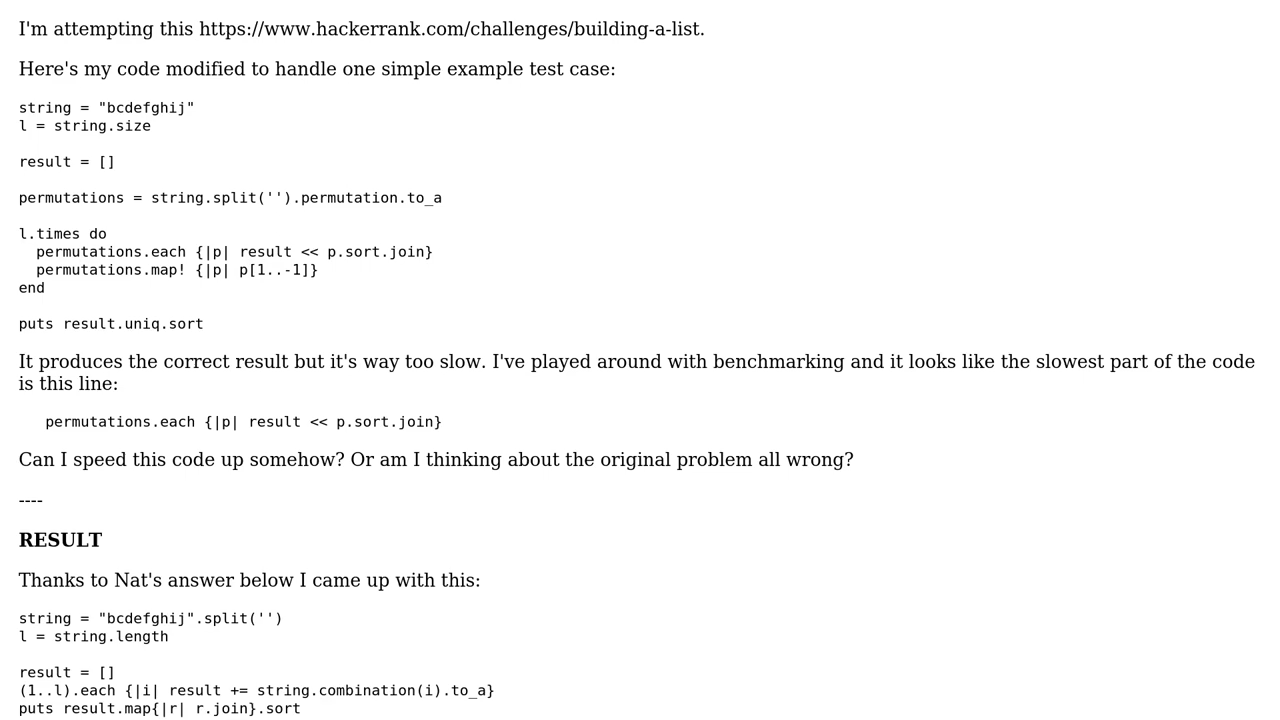 I'm attempting this https://www.hackerrank.com/challenges/building-a-list.
Here's my code modified to handle one simple example test case:
string = "bcdefghij"
l = string.size
result = []
permutations = string.split('').permutation.to_a
l.times do
  permutations.each {|p| result << p.sort.join}
  permutations.map! {|p| p[1..-1]}
end
puts result.uniq.sort
It produces the correct result but it's way too slow. I've played around with benchmarking and it looks like the slowest part of the code
is this line:
   permutations.each {|p| result << p.sort.join}
Can I speed this code up somehow? Or am I thinking about the original problem all wrong?
----
RESULT
Thanks to Nat's answer below I came up with this:
string = "bcdefghij".split('')
l = string.length
result = []
(1..l).each {|i| result += string.combination(i).to_a}
puts result.map{|r| r.join}.sort